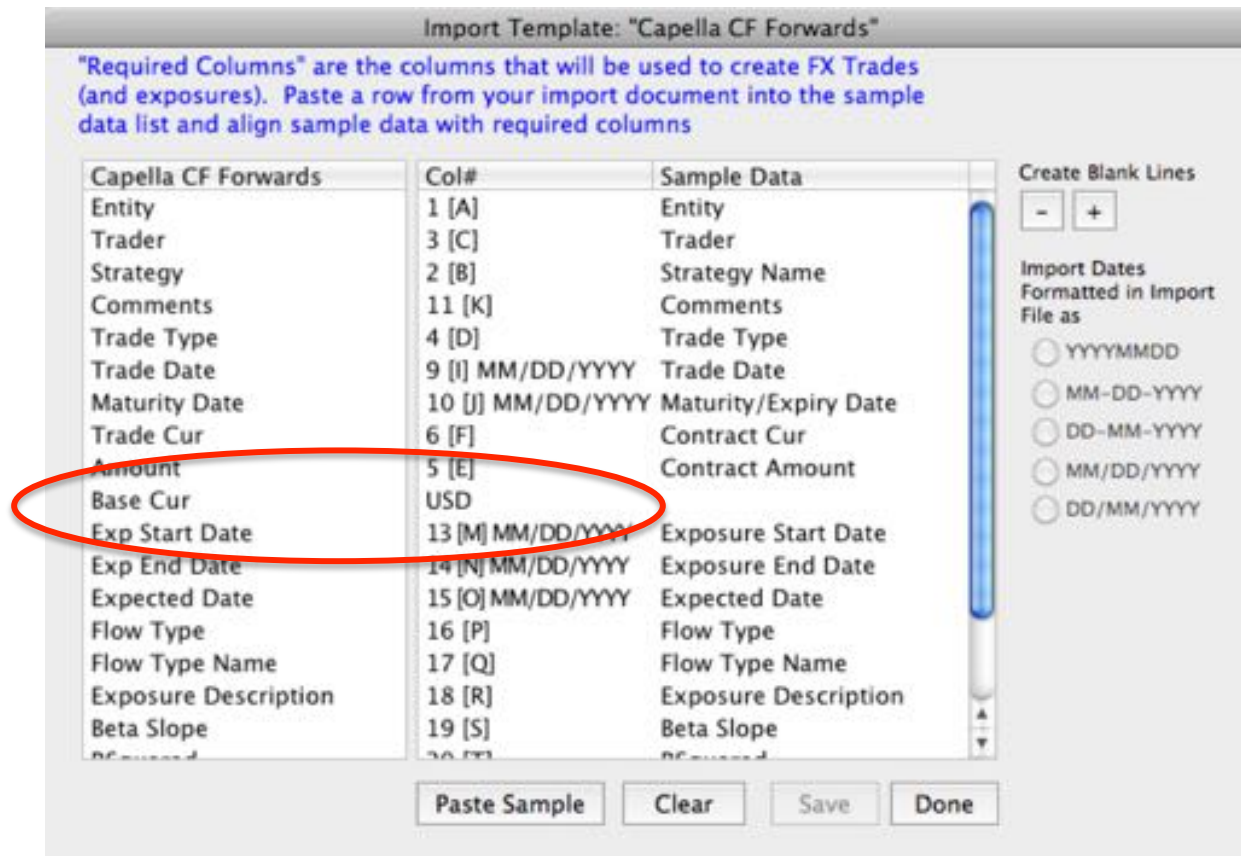 Import Template: "Capella CF Forwards"
"Required Columns" are the columns that will be used to create FX Trades
(and exposures). Paste a row from your import document into the sample
data list and align sample data with required columns
Capella CF Forwards Col# Sample Data
Entity 1 [A] Entity
Trader 3 [C] Trader
Strategy 2 [B] Strategy Name
Comments 11 [K] Comments
Trade Type 4 [D] Trade Type
Trade Date 9 [I] MM/DD/YYYY Trade Date
Maturity Date 10 [J] MM/DD/YYYY Maturity/Expiry Date
Trade Cur 6 [F] Contract Cur
Amount 5 [E] Contract Amount
Base Cur USD
Exp Start Date 13 [M] MM/DD/YYYY Exposure Start Date
Exp End Date 14 [N] MM/DD/YYYY Exposure End Date
Expected Date 15 [O] MM/DD/YYYY Expected Date
Flow Type 16 [P] Flow Type
Flow Type Name 17 [Q] Flow Type Name
Exposure Description 18 [R] Exposure Description
Beta Slope 19 [S] Beta Slope
Create Blank Lines
- +
Import Dates
Formatted in Import
File as
YYYYMMDD
MM-DD-YYYY
DD-MM-YYYY
MM/DD/YYYY
DD/MM/YYYY
Paste Sample Clear Save Done